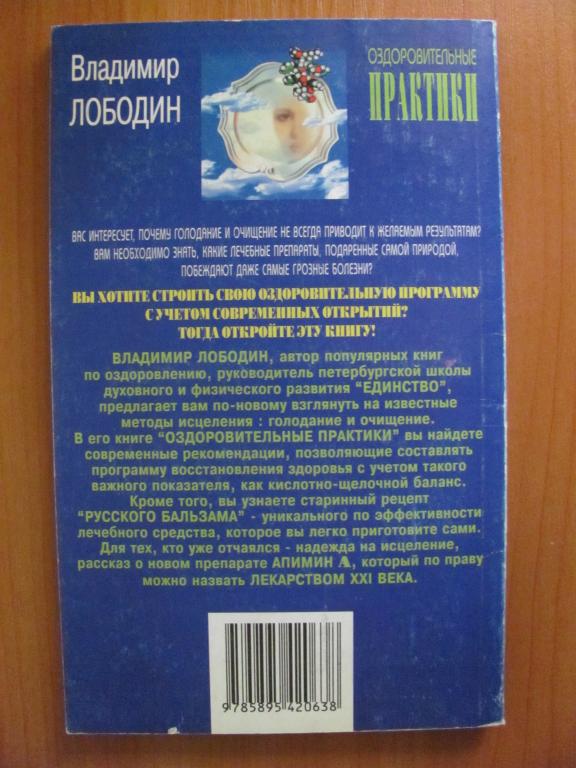 Владимир
ЛОБОДИН
ОЗДОРОВИТЕЛЬНЫЕ
ПРАКТИКИ
ВАС ИНТЕРЕСУЕТ, ПОЧЕМУ ГОЛОДАНИЕ И ОЧИЩЕНИЕ НЕ ВСЕГДА ПРИВОДИТ К ЖЕЛАЕМЫМ РЕЗУЛЬТАТАМ?
ВАМ НЕОБХОДИМО ЗНАТЬ, КАКИЕ ЛЕЧЕБНЫЕ ПРЕПАРАТЫ, ПОДАРЕННЫЕ САМОЙ ПРИРОДОЙ,
ПОБЕЖДАЮТ ДАЖЕ САМЫЕ ГРОЗНЫЕ БОЛЕЗНИ?
ВЫ ХОТИТЕ СТРОИТЬ СВОЮ ОЗДОРОВИТЕЛЬНУЮ ПРОГРАММУ
С УЧЕТОМ СОВРЕМЕННЫХ ОТКРЫТИЙ?
ТОГДА ОТКРОЙТЕ ЭТУ КНИГУ!
ВЛАДИМИР ЛОБОДИН, автор популярных книг
по оздоровлению, руководитель петербургской школы
духовного и физического развития "ЕДИНСТВО",
предлагает вам по-новому взглянуть на известные
методы исцеления : голодание и очищение.
В его книге "ОЗДОРОВИТЕЛЬНЫЕ ПРАКТИКИ" вы найдете
современные рекомендации, позволяющие составлять
программу восстановления здоровья с учетом такого
важного показателя, как кислотно-щелочной баланс.
Кроме того, вы узнаете старинный рецепт
"РУССКОГО БАЛЬЗАМА" - уникального по эффективности
лечебного средства, которое вы легко приготовите сами.
Для тех, кто уже отчаялся - надежда на исцеление,
рассказ о новом препарате АПИМИН А, который по праву
можно назвать ЛЕКАРСТВОМ XXI ВЕКА.
9 785895 420638